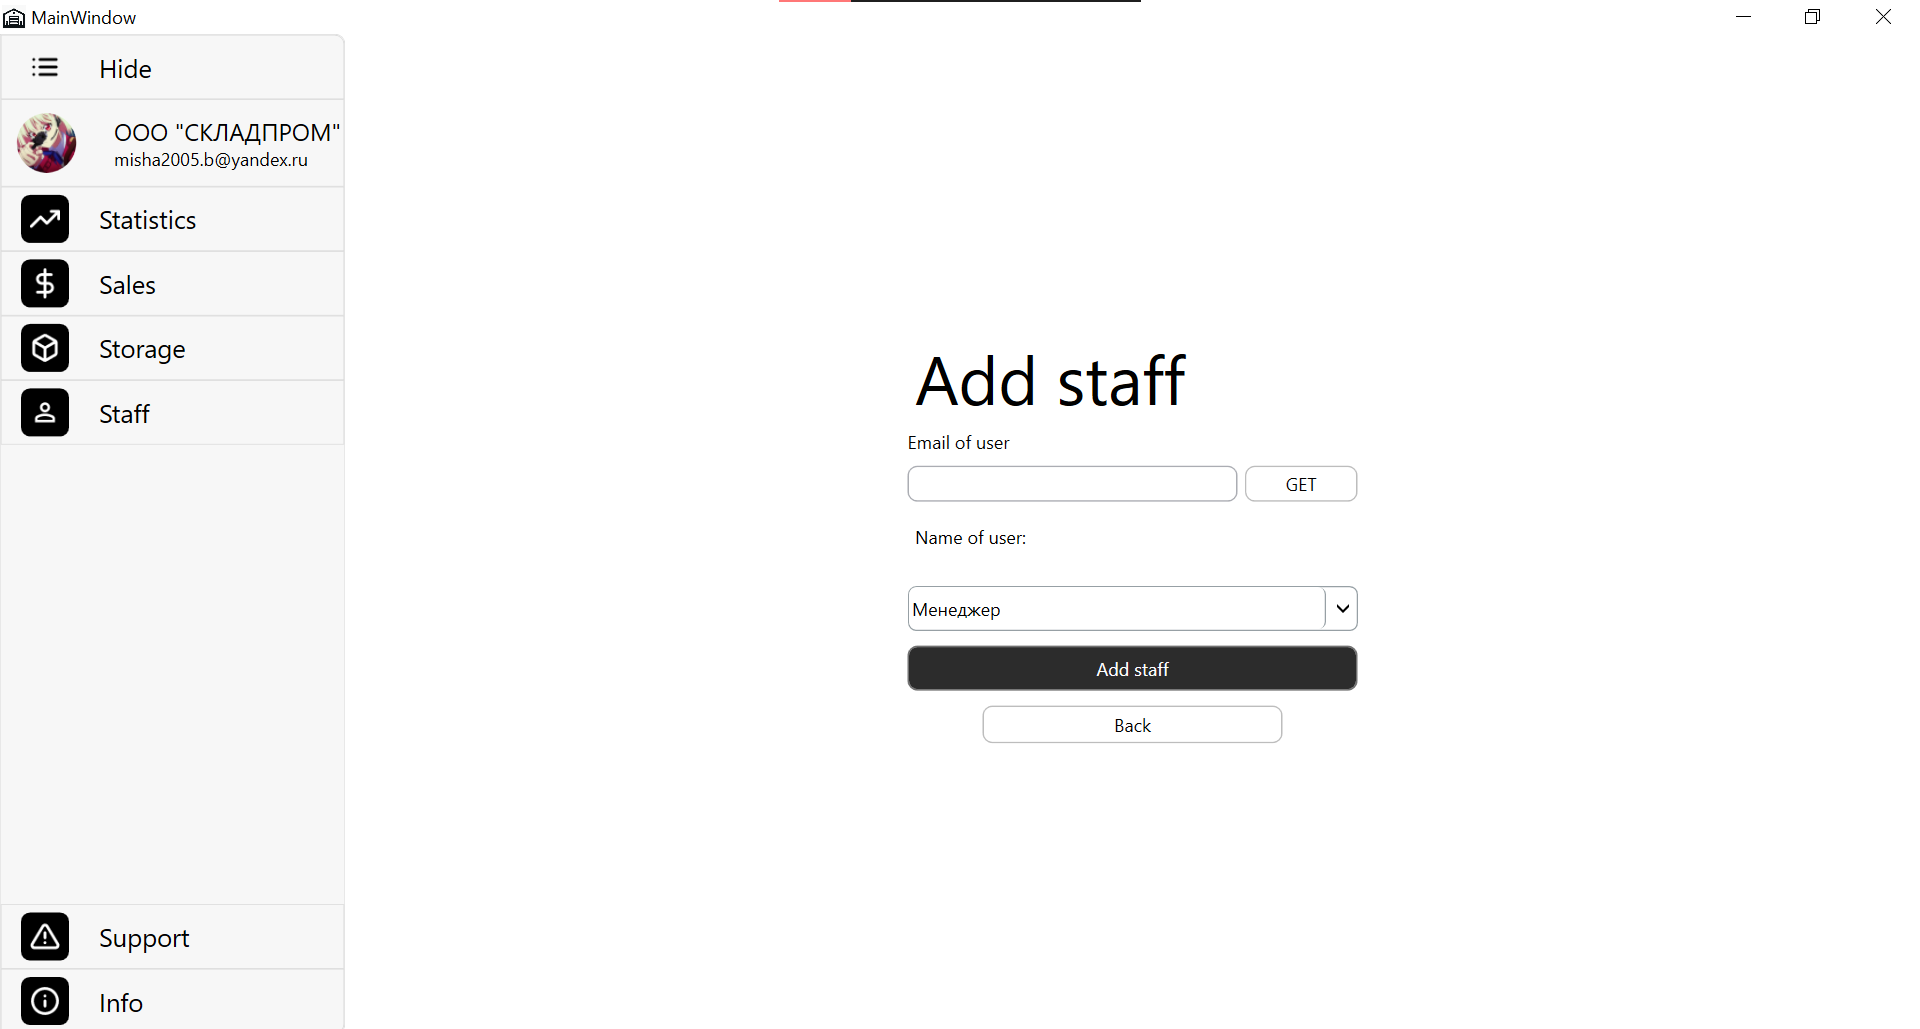 MainWindow
Hide
ООО "СКЛАДПРОМ"
misha2005.b@yandex.ru
Statistics
Sales
Storage
Staff
Support
Info
Add staff
Email of user
GET
Name of user:
Менеджер
Add staff
Back